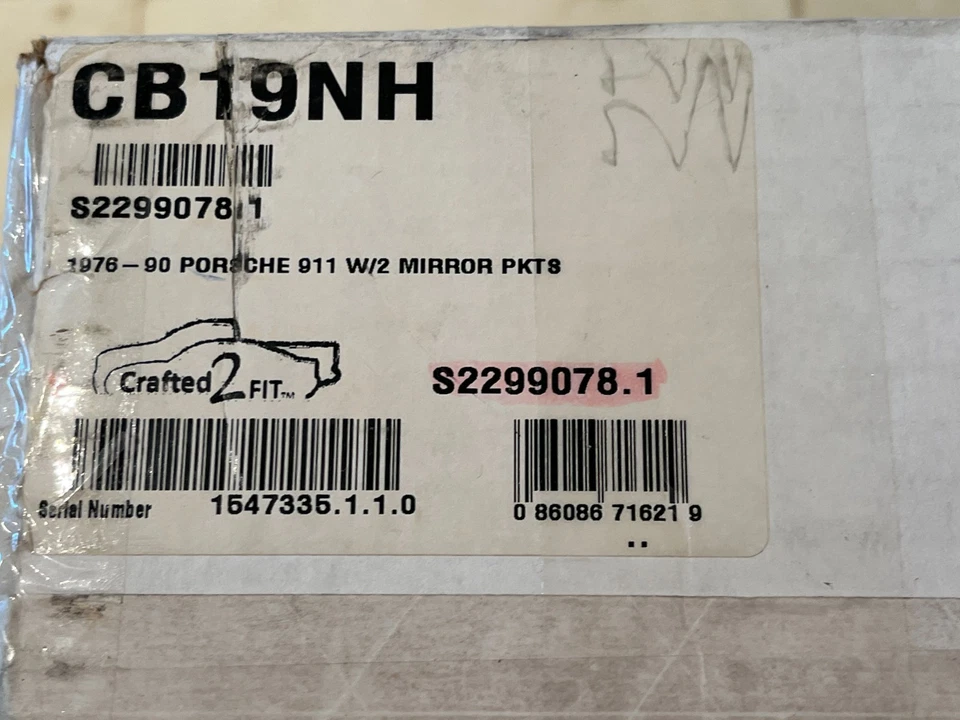 CB19NH
S2299078.1
1976-90 PORSCHE 911 W/2 MIRROR PKTS
Crafted 2 FIT™
S2299078.1
Serial Number 1547335.1.1.0
0 86086 71621 9
..